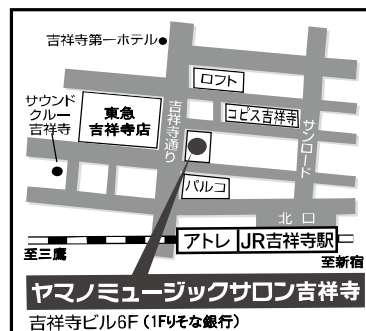 吉祥寺第一ホテル
ロフト
サウンド
クルー
吉祥寺
東急
吉祥寺店
吉祥寺通り
コピス吉祥寺
サンロード
パルコ
北口
アトレ
JR吉祥寺駅
至三鷹
至新宿
ヤマノミュージックサロン吉祥寺
吉祥寺ビル6F(1Fりそな銀行)